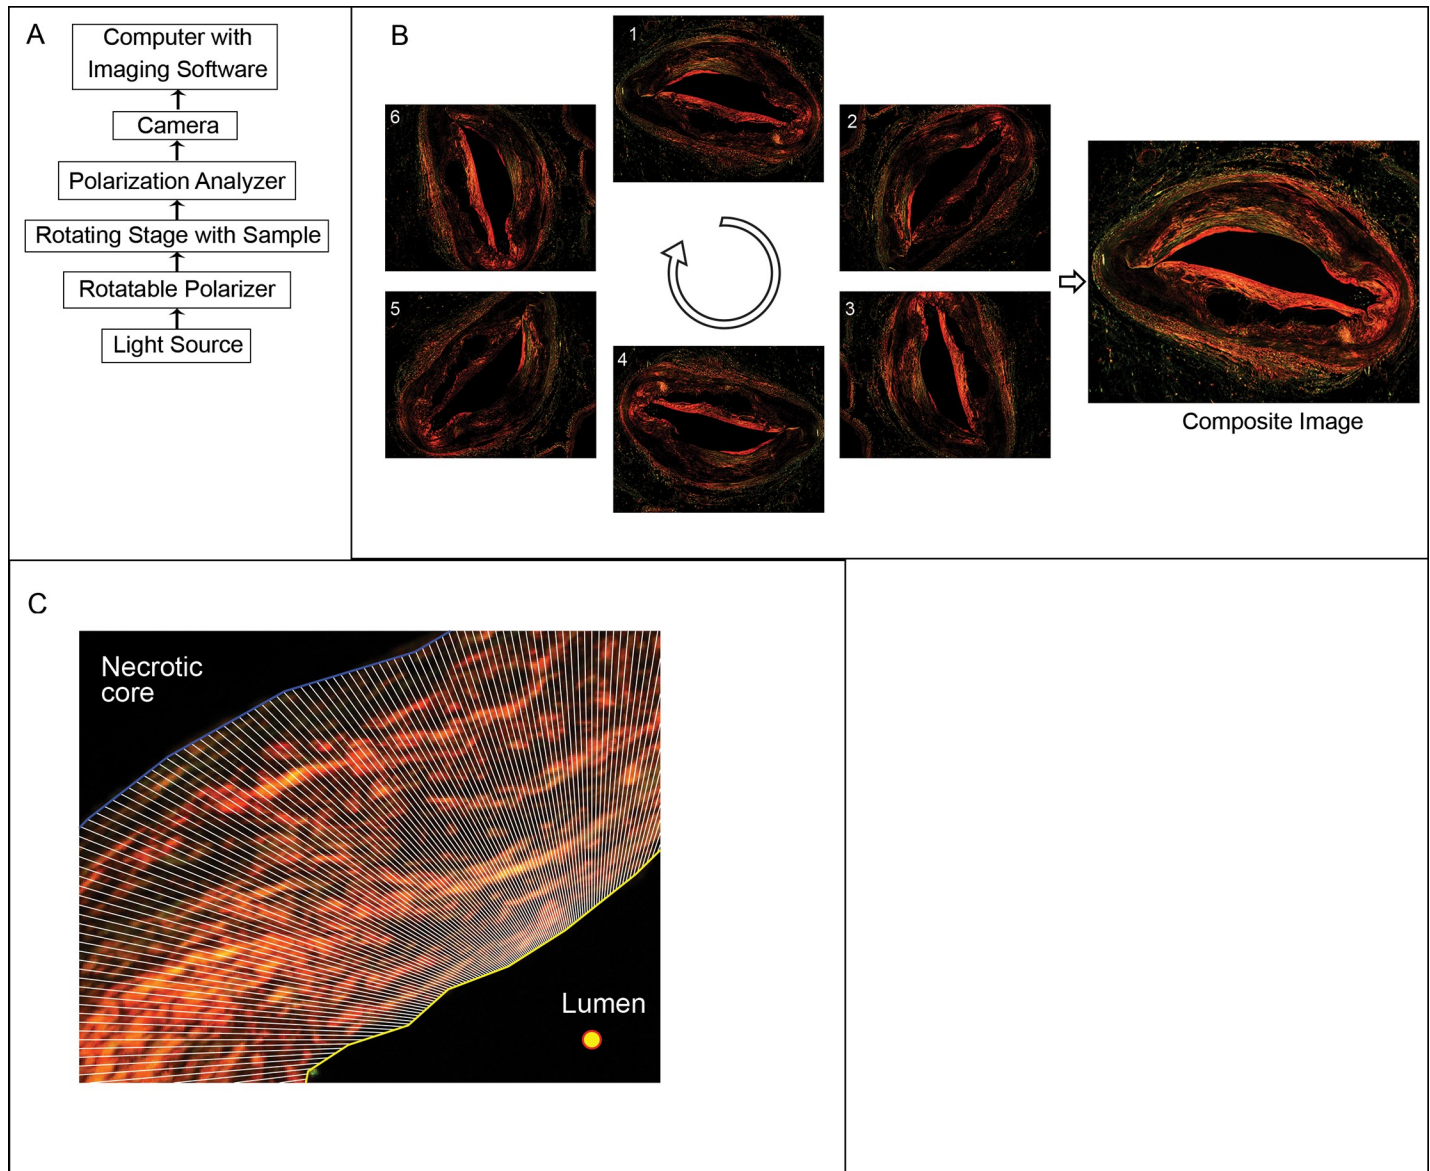 A
Computer with
Imaging Software
Camera
Polarization Analyzer
Rotating Stage with Sample
Rotatable Polarizer
Light Source
B
1
2
3
4
5
6
Composite Image
C
Necrotic
core
Lumen